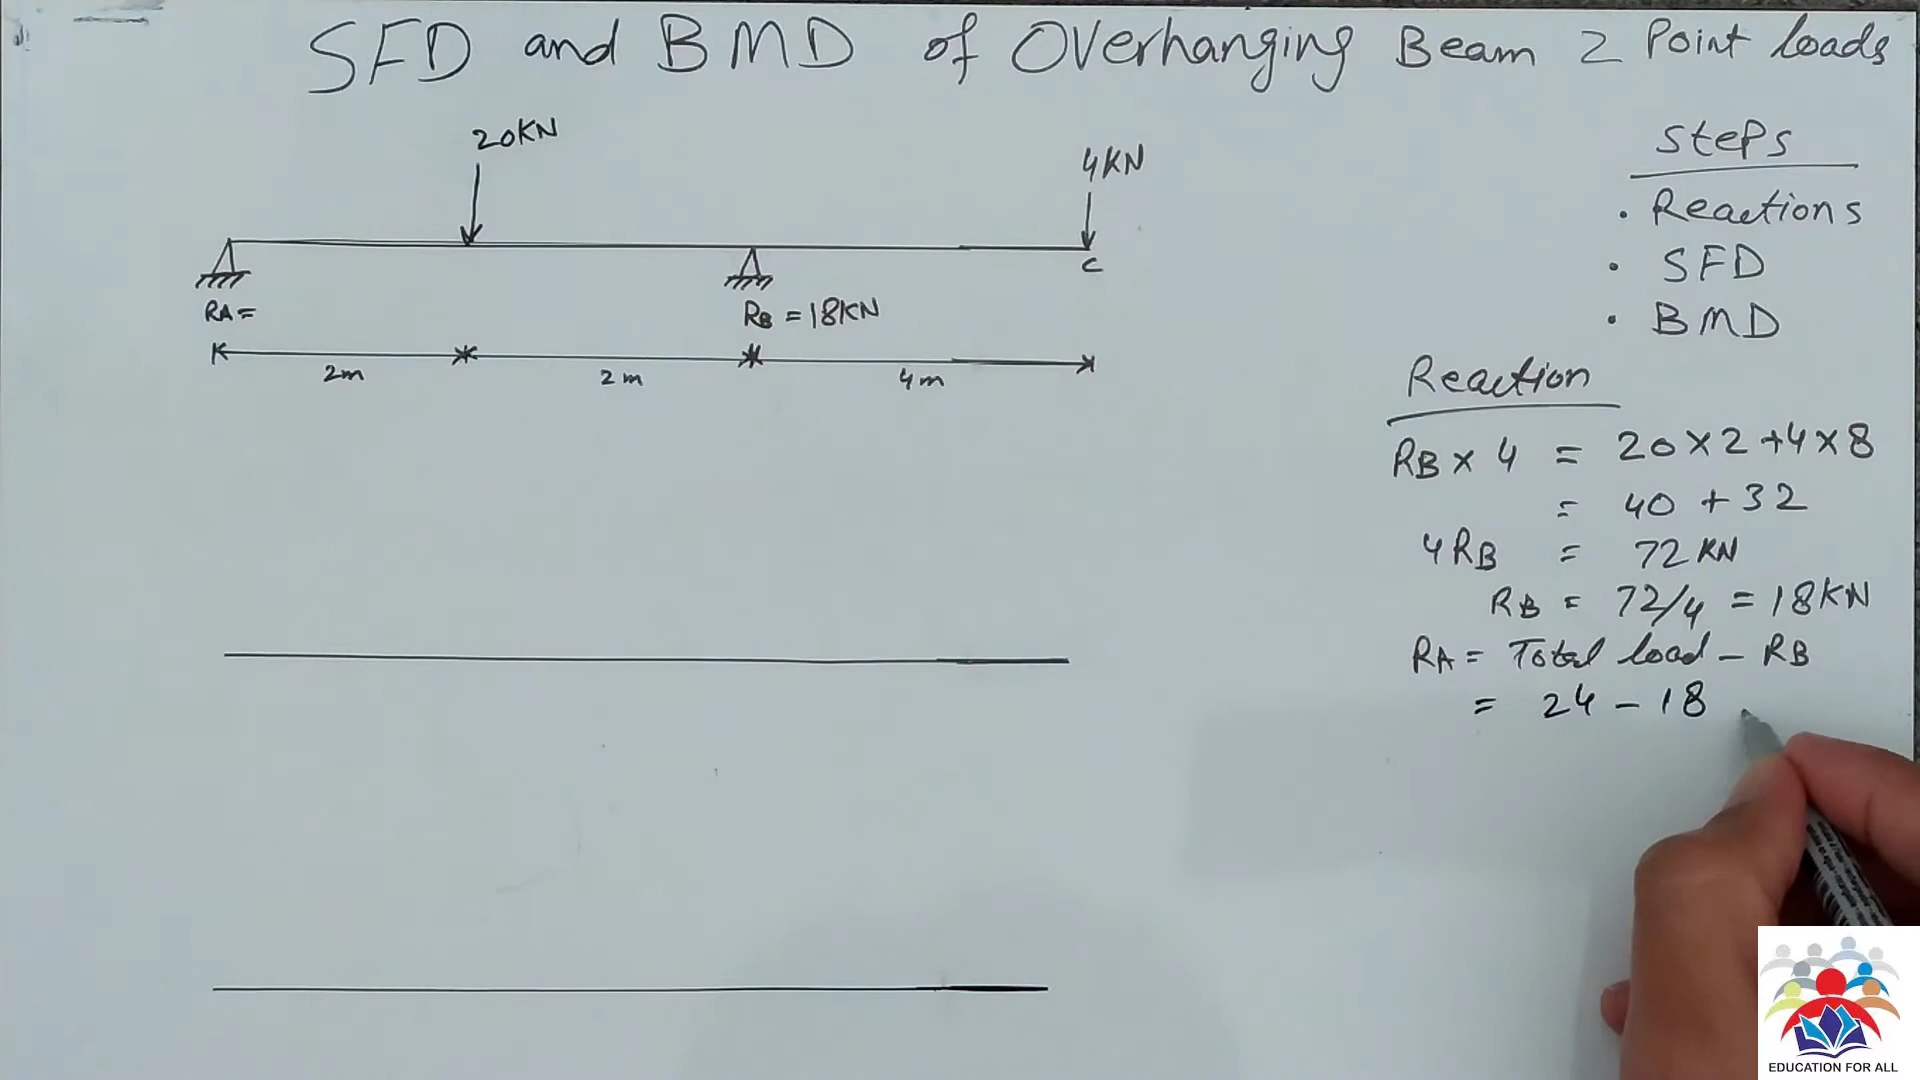 SFD and BMD of Overhanging Beam 2 Point loads
20KN
4KN
C
RA =
RB = 18KN
2m
2m
4m
Steps
• Reactions
• SFD
• BMD
Reaction
RB × 4 = 20 × 2 + 4 × 8
= 40 + 32
4RB = 72 KN
RB = 72/4 = 18KN
RA = Total load - RB
= 24 - 18
EDUCATION FOR ALL